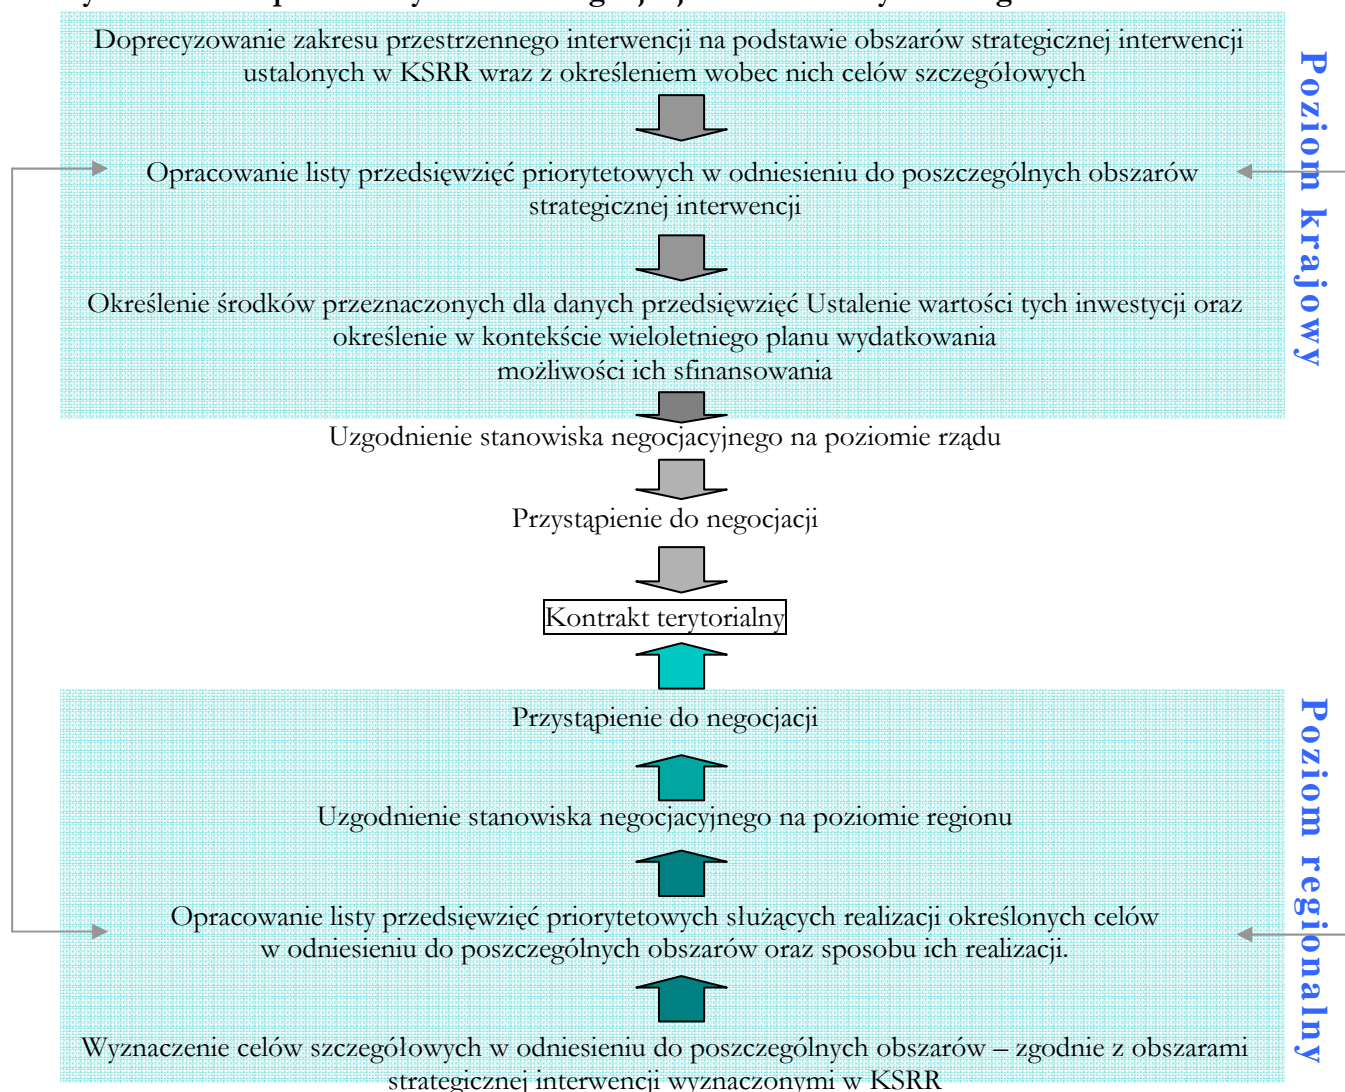 Doprecyzowanie zakresu przestrzennego interwencji na podstawie obszarów strategicznej interwencji
ustalonych w KSRR wraz z określeniem wobec nich celów szczegółowych
Opracowanie listy przedsięwzięć priorytetowych w odniesieniu do poszczególnych obszarów
strategicznej interwencji
Określenie środków przeznaczonych dla danych przedsięwzięć Ustalenie wartości tych inwestycji oraz
określenie w kontekście wieloletniego planu wydatkowania
możliwości ich sfinansowania
Poziom krajowy
Uzgodnienie stanowiska negocjacyjnego na poziomie rządu
Przystąpienie do negocjacji
Kontrakt terytorialny
Przystąpienie do negocjacji
Uzgodnienie stanowiska negocjacyjnego na poziomie regionu
Opracowanie listy przedsięwzięć priorytetowych służących realizacji określonych celów
w odniesieniu do poszczególnych obszarów oraz sposobu ich realizacji.
Wyznaczenie celów szczegółowych w odniesieniu do poszczególnych obszarów – zgodnie z obszarami
strategicznej interwencji wyznaczonymi w KSRR
Poziom regionalny